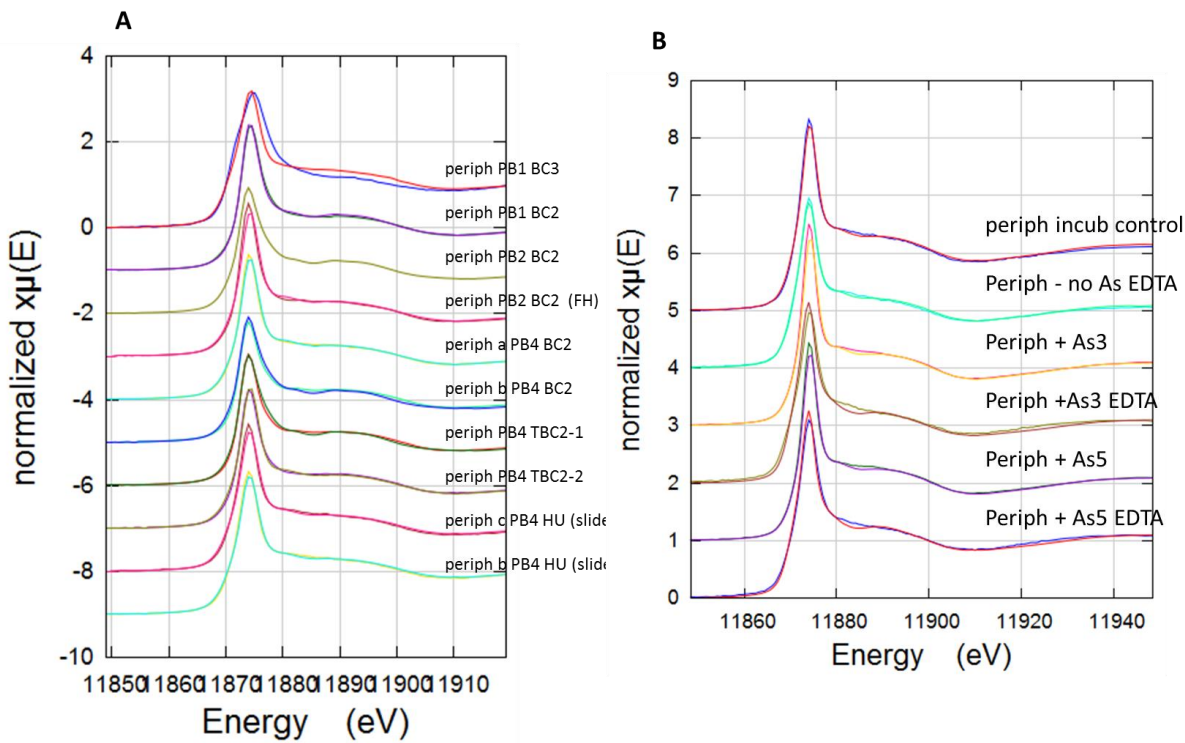 A
4
2
0
-2
-4
-6
-8
-10
normalized xμ(E)
periph PB1 BC3
periph PB1 BC2
periph PB2 BC2
periph PB2 BC2 (FH)
periph a PB4 BC2
periph b PB4 BC2
periph PB4 TBC2-1
periph PB4 TBC2-2
periph c PB4 HU (slide
periph b PB4 HU (slide
11850 11860 11870 11880 11890 11900 11910
Energy (eV)
B
9
8
7
6
5
4
3
2
1
0
normalized xμ(E)
periph incub control
Periph - no As EDTA
Periph + As3
Periph +As3 EDTA
Periph + As5
Periph + As5 EDTA
11860 11880 11900 11920 11940
Energy (eV)